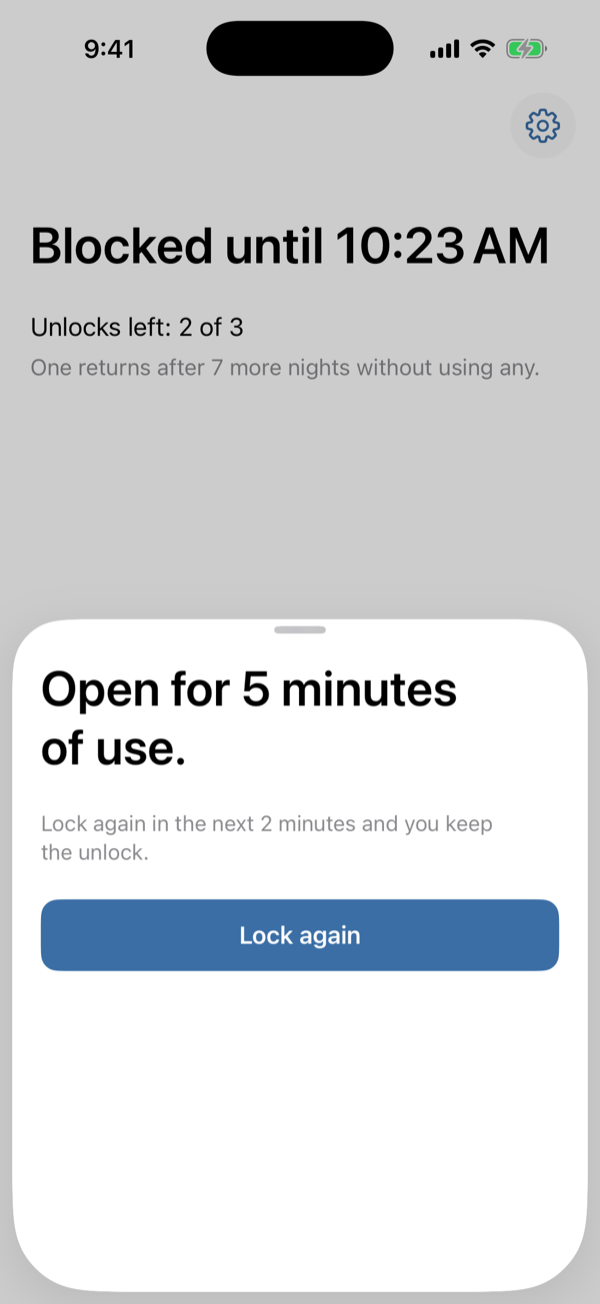 9:41
Blocked until 10:23 AM
Unlocks left: 2 of 3
One returns after 7 more nights without using any.
Open for 5 minutes
of use.
Lock again in the next 2 minutes and you keep
the unlock.
Lock again